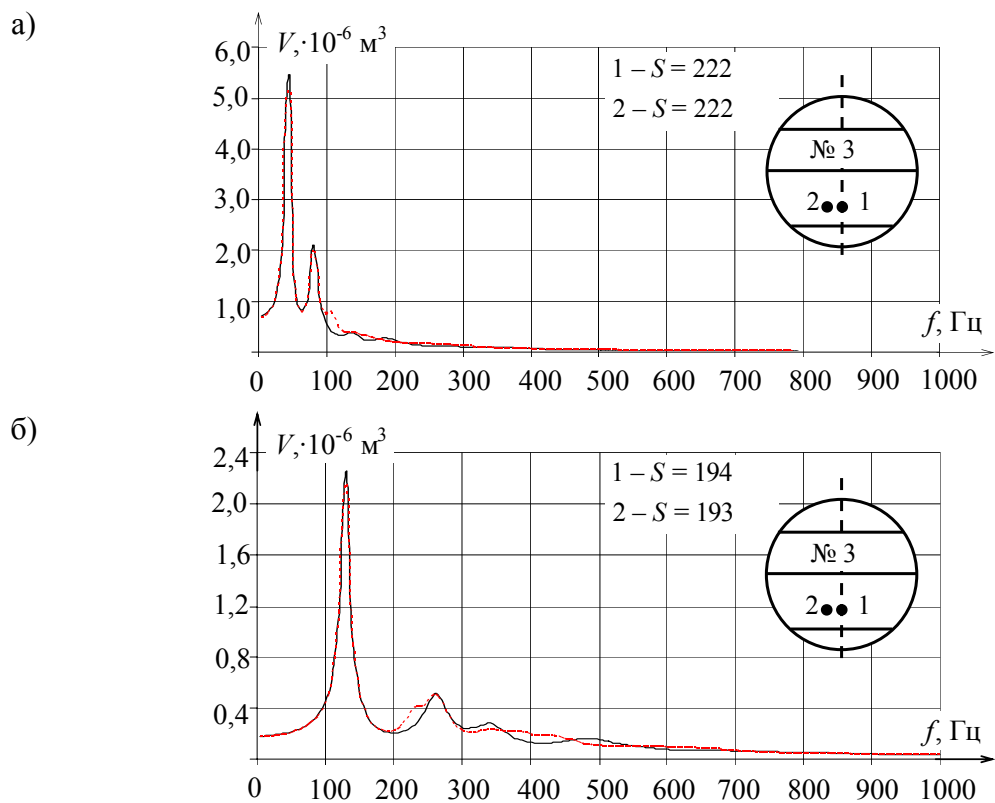 а)
V,·10⁻⁶ м³
6,0
5,0
4,0
3,0
2,0
1,0
1 – S = 222
2 – S = 222
№ 3
2 1
f, Гц
0 100 200 300 400 500 600 700 800 900 1000
б)
V,·10⁻⁶ м³
2,4
2,0
1,6
1,2
0,8
0,4
1 – S = 194
2 – S = 193
№ 3
2 1
f, Гц
0 100 200 300 400 500 600 700 800 900 1000